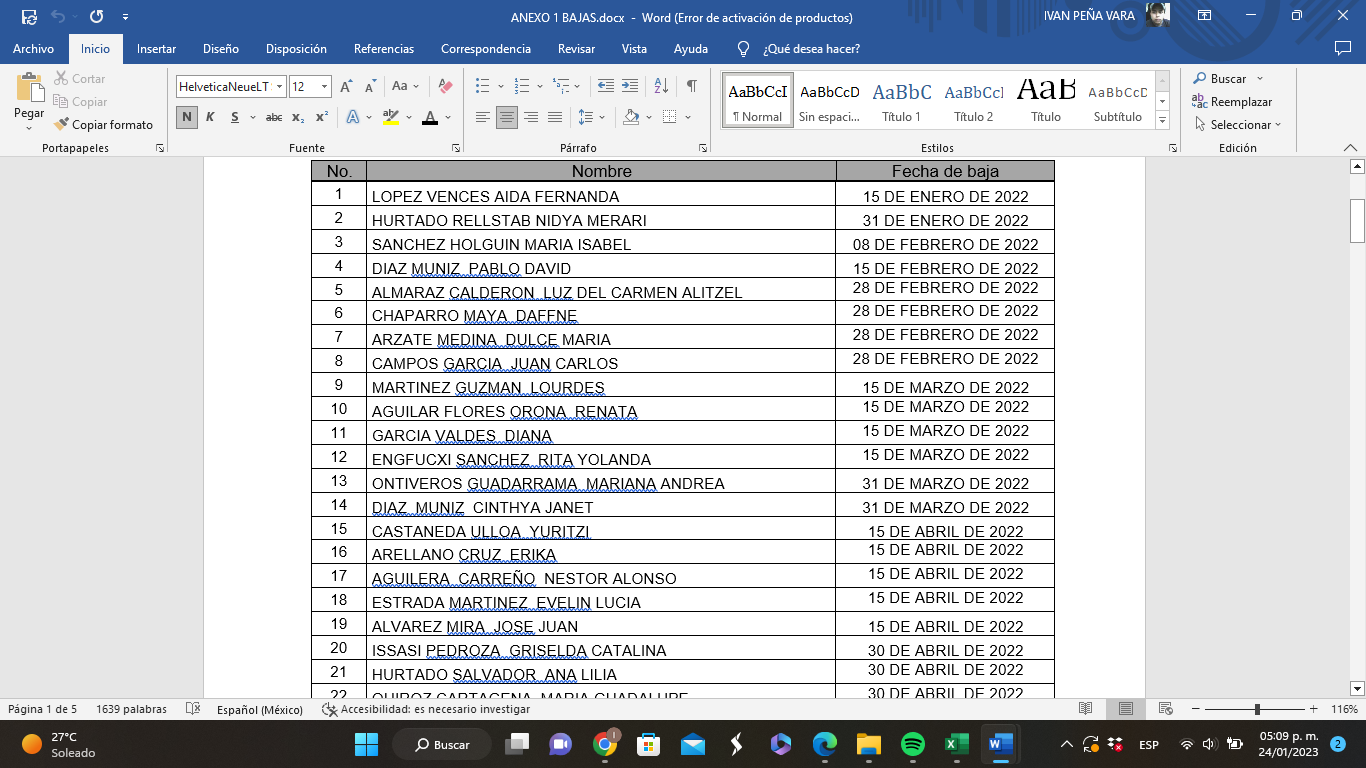 ANEXO 1 BAJAS.docx - Word (Error de activación de productos)
IVAN PEÑA VARA
Archivo Inicio Insertar Diseño Disposición Referencias Correspondencia Revisar Vista Ayuda ¿Qué desea hacer?
Pegar
Cortar
Copiar
Copiar formato
Portapapeles
HelveticaNeueLT 12
Aa
N K S abc x₂ x²
Fuente
Párrafo
AaBbCcI AaBbCcD AaBbC AaBbCcI AaB AaBbCcD
¶ Normal Sin espaci... Título 1 Título 2 Título Subtítulo
Estilos
Buscar
Reemplazar
Seleccionar
Edición
No. Nombre Fecha de baja
1 LOPEZ VENCES AIDA FERNANDA 15 DE ENERO DE 2022
2 HURTADO RELLSTAB NIDYA MERARI 31 DE ENERO DE 2022
3 SANCHEZ HOLGUIN MARIA ISABEL 08 DE FEBRERO DE 2022
4 DIAZ MUNIZ PABLO DAVID 15 DE FEBRERO DE 2022
5 ALMARAZ CALDERON LUZ DEL CARMEN ALITZEL 28 DE FEBRERO DE 2022
6 CHAPARRO MAYA DAFFNE 28 DE FEBRERO DE 2022
7 ARZATE MEDINA DULCE MARIA 28 DE FEBRERO DE 2022
8 CAMPOS GARCIA JUAN CARLOS 28 DE FEBRERO DE 2022
9 MARTINEZ GUZMAN LOURDES 15 DE MARZO DE 2022
10 AGUILAR FLORES ORONA RENATA 15 DE MARZO DE 2022
11 GARCIA VALDES DIANA 15 DE MARZO DE 2022
12 ENGFUCXI SANCHEZ RITA YOLANDA 15 DE MARZO DE 2022
13 ONTIVEROS GUADARRAMA MARIANA ANDREA 31 DE MARZO DE 2022
14 DIAZ MUNIZ CINTHYA JANET 31 DE MARZO DE 2022
15 CASTANEDA ULLOA YURITZI 15 DE ABRIL DE 2022
16 ARELLANO CRUZ ERIKA 15 DE ABRIL DE 2022
17 AGUILERA CARREÑO NESTOR ALONSO 15 DE ABRIL DE 2022
18 ESTRADA MARTINEZ EVELIN LUCIA 15 DE ABRIL DE 2022
19 ALVAREZ MIRA JOSE JUAN 15 DE ABRIL DE 2022
20 ISSASI PEDROZA GRISELDA CATALINA 30 DE ABRIL DE 2022
21 HURTADO SALVADOR ANA LILIA 30 DE ABRIL DE 2022
22 QUIROZ CARTAGENA MARIA GUADALUPE 30 DE ABRIL DE 2022
Página 1 de 5 1639 palabras Español (México) Accesibilidad: es necesario investigar 116%
27°C
Soleado
Buscar
ESP
05:09 p. m.
24/01/2023
2